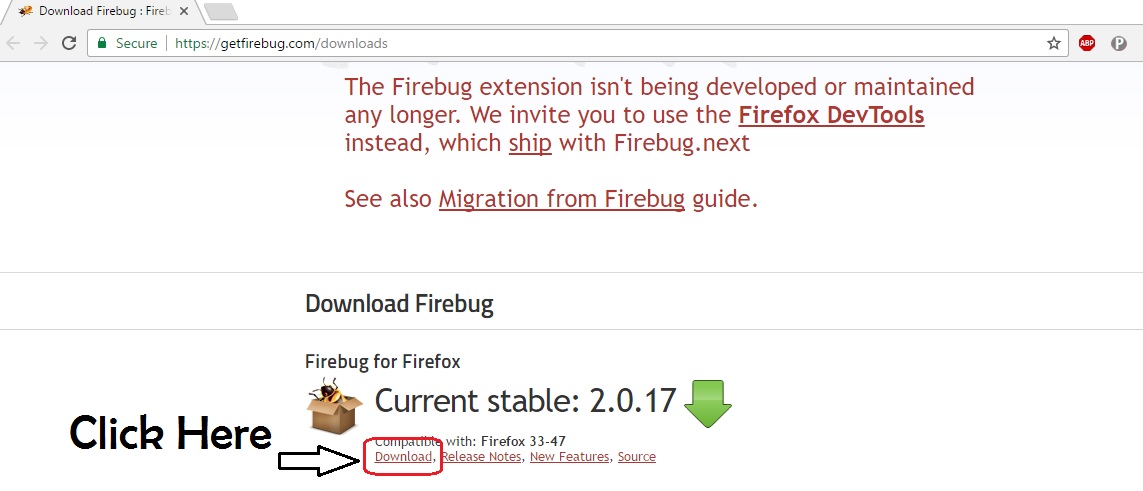 Download Firebug : Fireb
Secure | https://getfirebug.com/downloads
ABP
P
The Firebug extension isn't being developed or maintained
any longer. We invite you to use the Firefox DevTools
instead, which ship with Firebug.next
See also Migration from Firebug guide.
Download Firebug
Firebug for Firefox
Current stable: 2.0.17
Compatible with: Firefox 33-47
Click Here
Download, Release Notes, New Features, Source